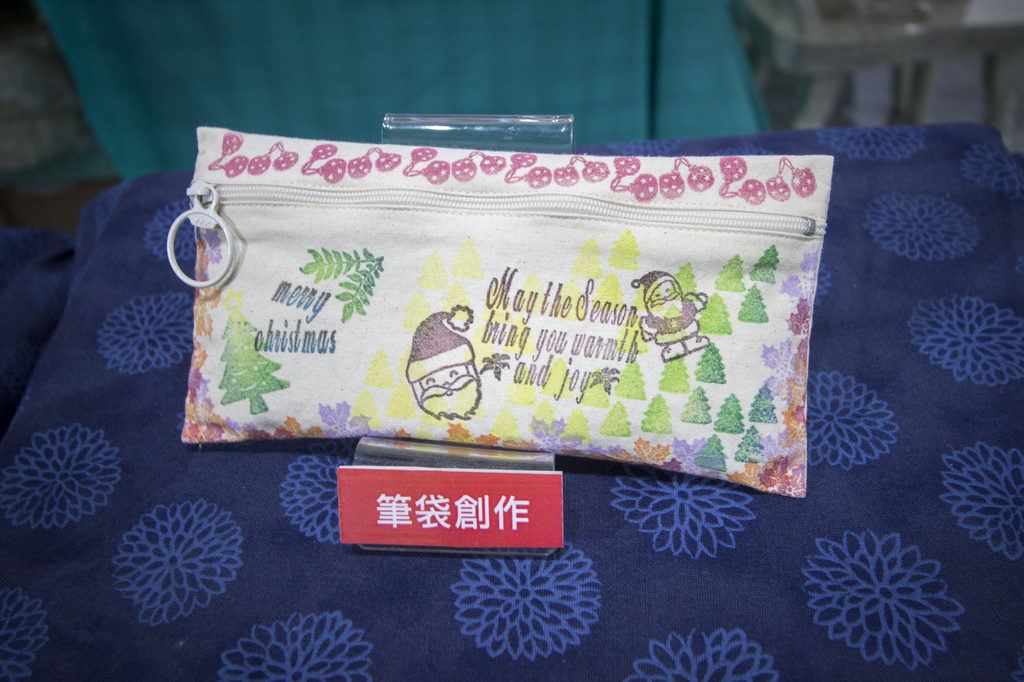 merry
christmas
May the Season
bring you warmth
and joy
筆袋創作